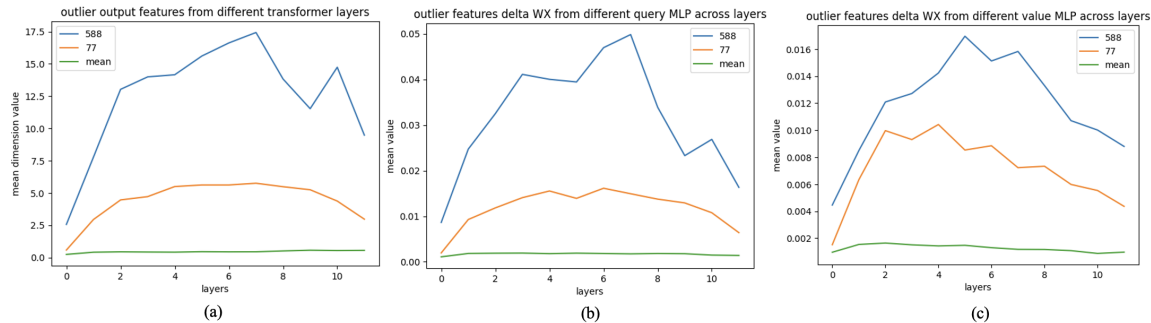 outlier output features from different transformer layers
588
77
mean
17.5
15.0
12.5
10.0
7.5
5.0
2.5
0.0
mean dimension value
0 2 4 6 8 10
layers
(a)
outlier features delta WX from different query MLP across layers
588
77
mean
0.05
0.04
0.03
0.02
0.01
0.00
mean value
0 2 4 6 8 10
layers
(b)
outlier features delta WX from different value MLP across layers
588
77
mean
0.016
0.014
0.012
0.010
0.008
0.006
0.004
0.002
mean value
0 2 4 6 8 10
layers
(c)